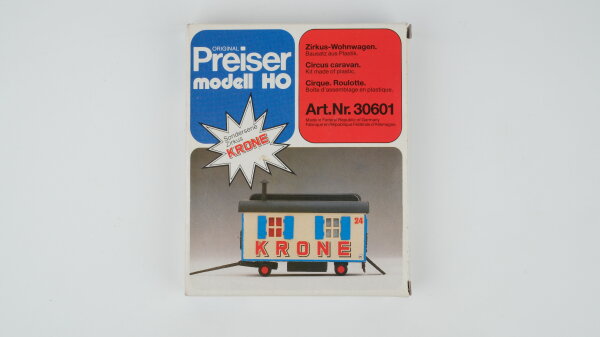 ORIGINAL
Preiser
modell HO
Zirkus-Wohnwagen.
Bausatz aus Plastik.
Circus caravan.
Kit made of plastic.
Cirque. Roulotte.
Boîte d'assemblage en plastique.
Art.Nr. 30601
Made in Federal Republic of Germany
Fabriqué en République Fédérale d'Allemagne
Sonderserie
Zirkus
KRONE
24
KRONE